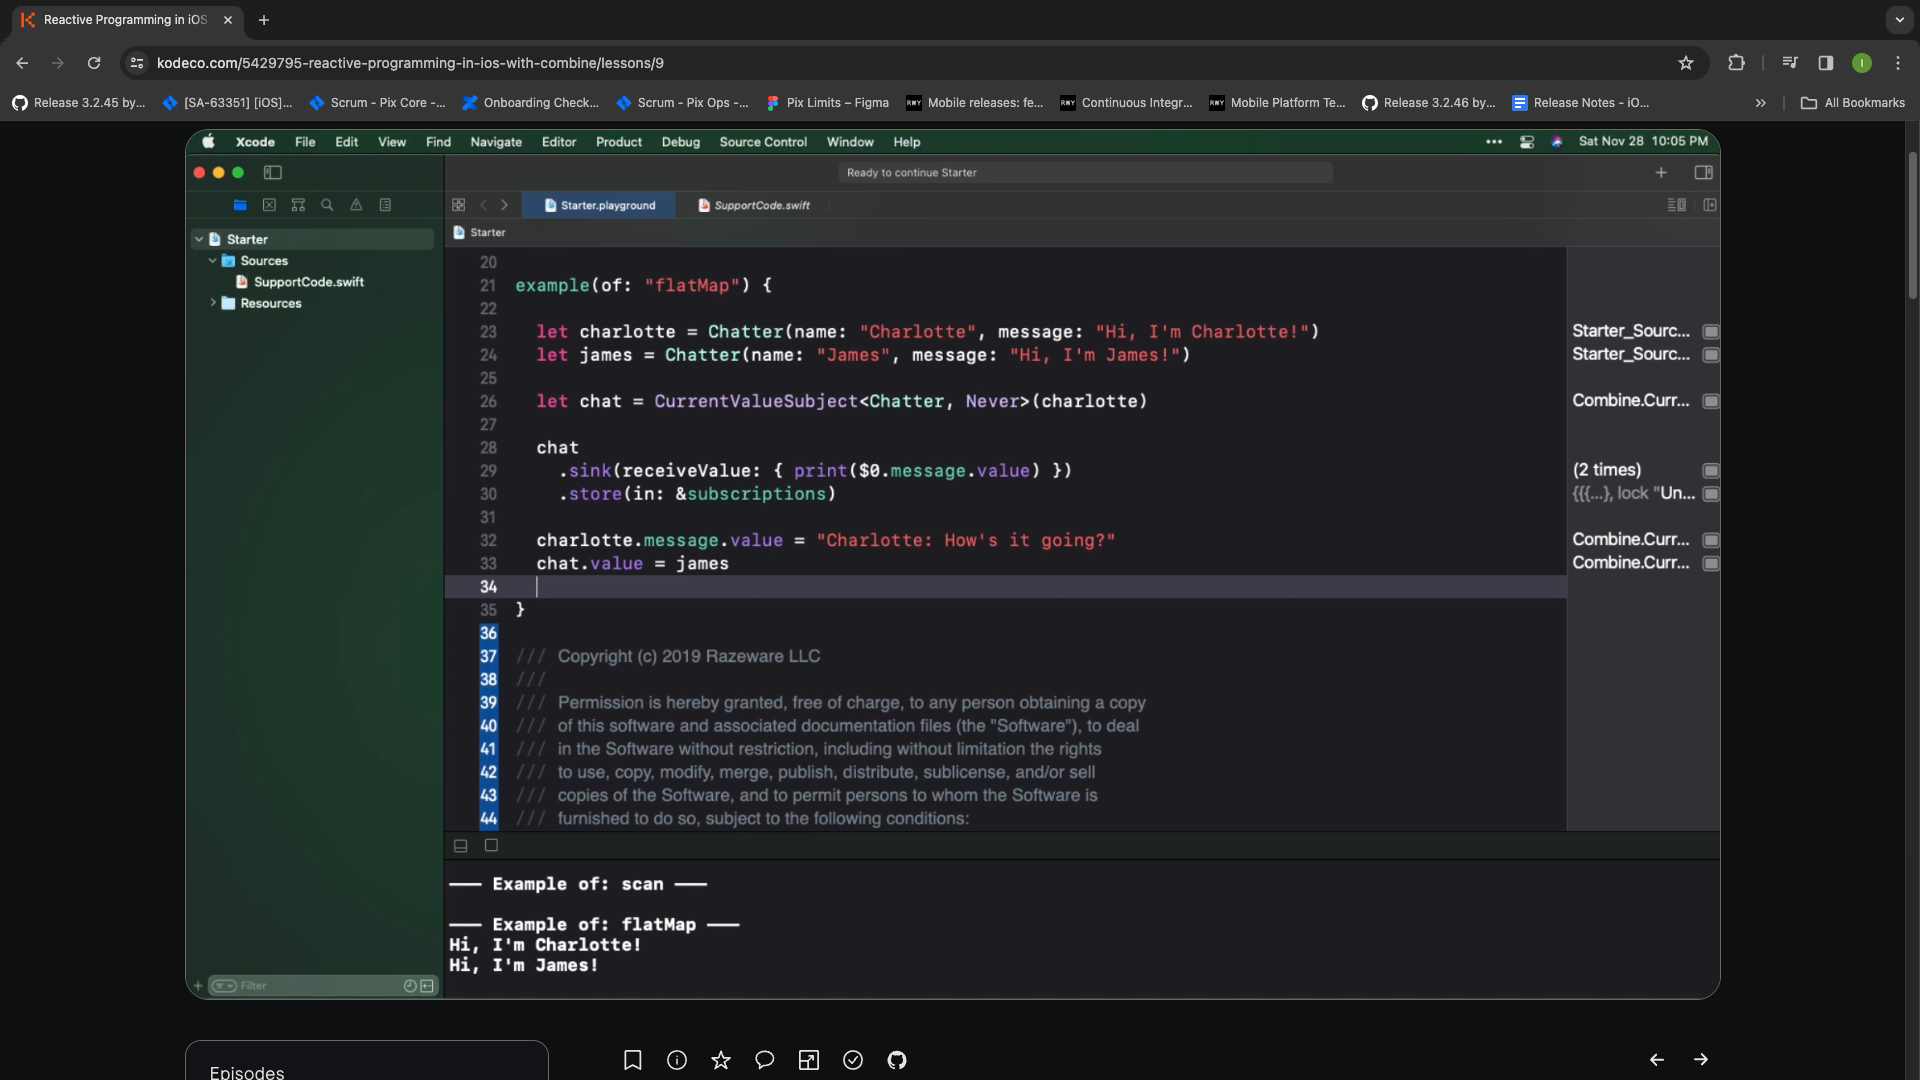 Reactive Programming in iOS
kodeco.com/5429795-reactive-programming-in-ios-with-combine/lessons/9
I
Release 3.2.45 by...
[SA-63351] [iOS]...
Scrum - Pix Core -...
Onboarding Check...
Scrum - Pix Ops -...
Pix Limits – Figma
RWY Mobile releases: fe...
RWY Continuous Integr...
RWY Mobile Platform Te...
Release 3.2.46 by...
Release Notes - iO...
All Bookmarks
Xcode File Edit View Find Navigate Editor Product Debug Source Control Window Help
Sat Nov 28 10:05 PM
Ready to continue Starter
Starter.playground
SupportCode.swift
Starter
Starter
Sources
SupportCode.swift
Resources
20
21 example(of: "flatMap") {
22
23 let charlotte = Chatter(name: "Charlotte", message: "Hi, I'm Charlotte!") Starter_Sourc...
24 let james = Chatter(name: "James", message: "Hi, I'm James!") Starter_Sourc...
25
26 let chat = CurrentValueSubject<Chatter, Never>(charlotte) Combine.Curr...
27
28 chat
29 .sink(receiveValue: { print($0.message.value) }) (2 times)
30 .store(in: &subscriptions) {{{...}, lock "Un...
31
32 charlotte.message.value = "Charlotte: How's it going?" Combine.Curr...
33 chat.value = james Combine.Curr...
34
35 }
36
37 /// Copyright (c) 2019 Razeware LLC
38 ///
39 /// Permission is hereby granted, free of charge, to any person obtaining a copy
40 /// of this software and associated documentation files (the "Software"), to deal
41 /// in the Software without restriction, including without limitation the rights
42 /// to use, copy, modify, merge, publish, distribute, sublicense, and/or sell
43 /// copies of the Software, and to permit persons to whom the Software is
44 /// furnished to do so, subject to the following conditions:
—— Example of: scan ——
—— Example of: flatMap ——
Hi, I'm Charlotte!
Hi, I'm James!
Filter
Episodes